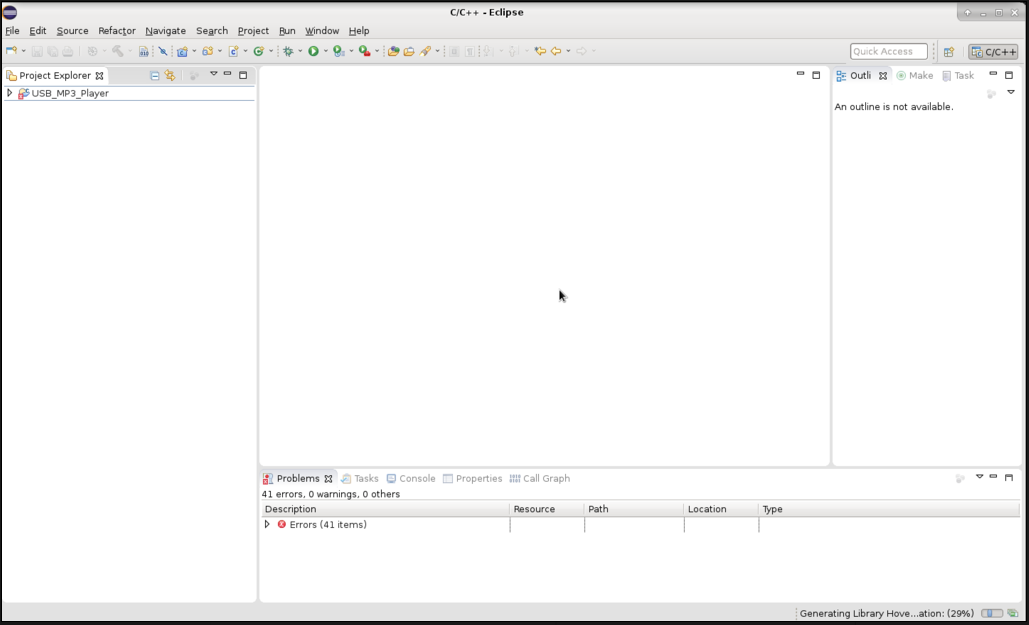 C/C++ - Eclipse
File Edit Source Refactor Navigate Search Project Run Window Help
Quick Access C/C++
Project Explorer
USB_MP3_Player
Outli Make Task
An outline is not available.
Problems Tasks Console Properties Call Graph
41 errors, 0 warnings, 0 others
Description Resource Path Location Type
Errors (41 items)
Generating Library Hove...ation: (29%)